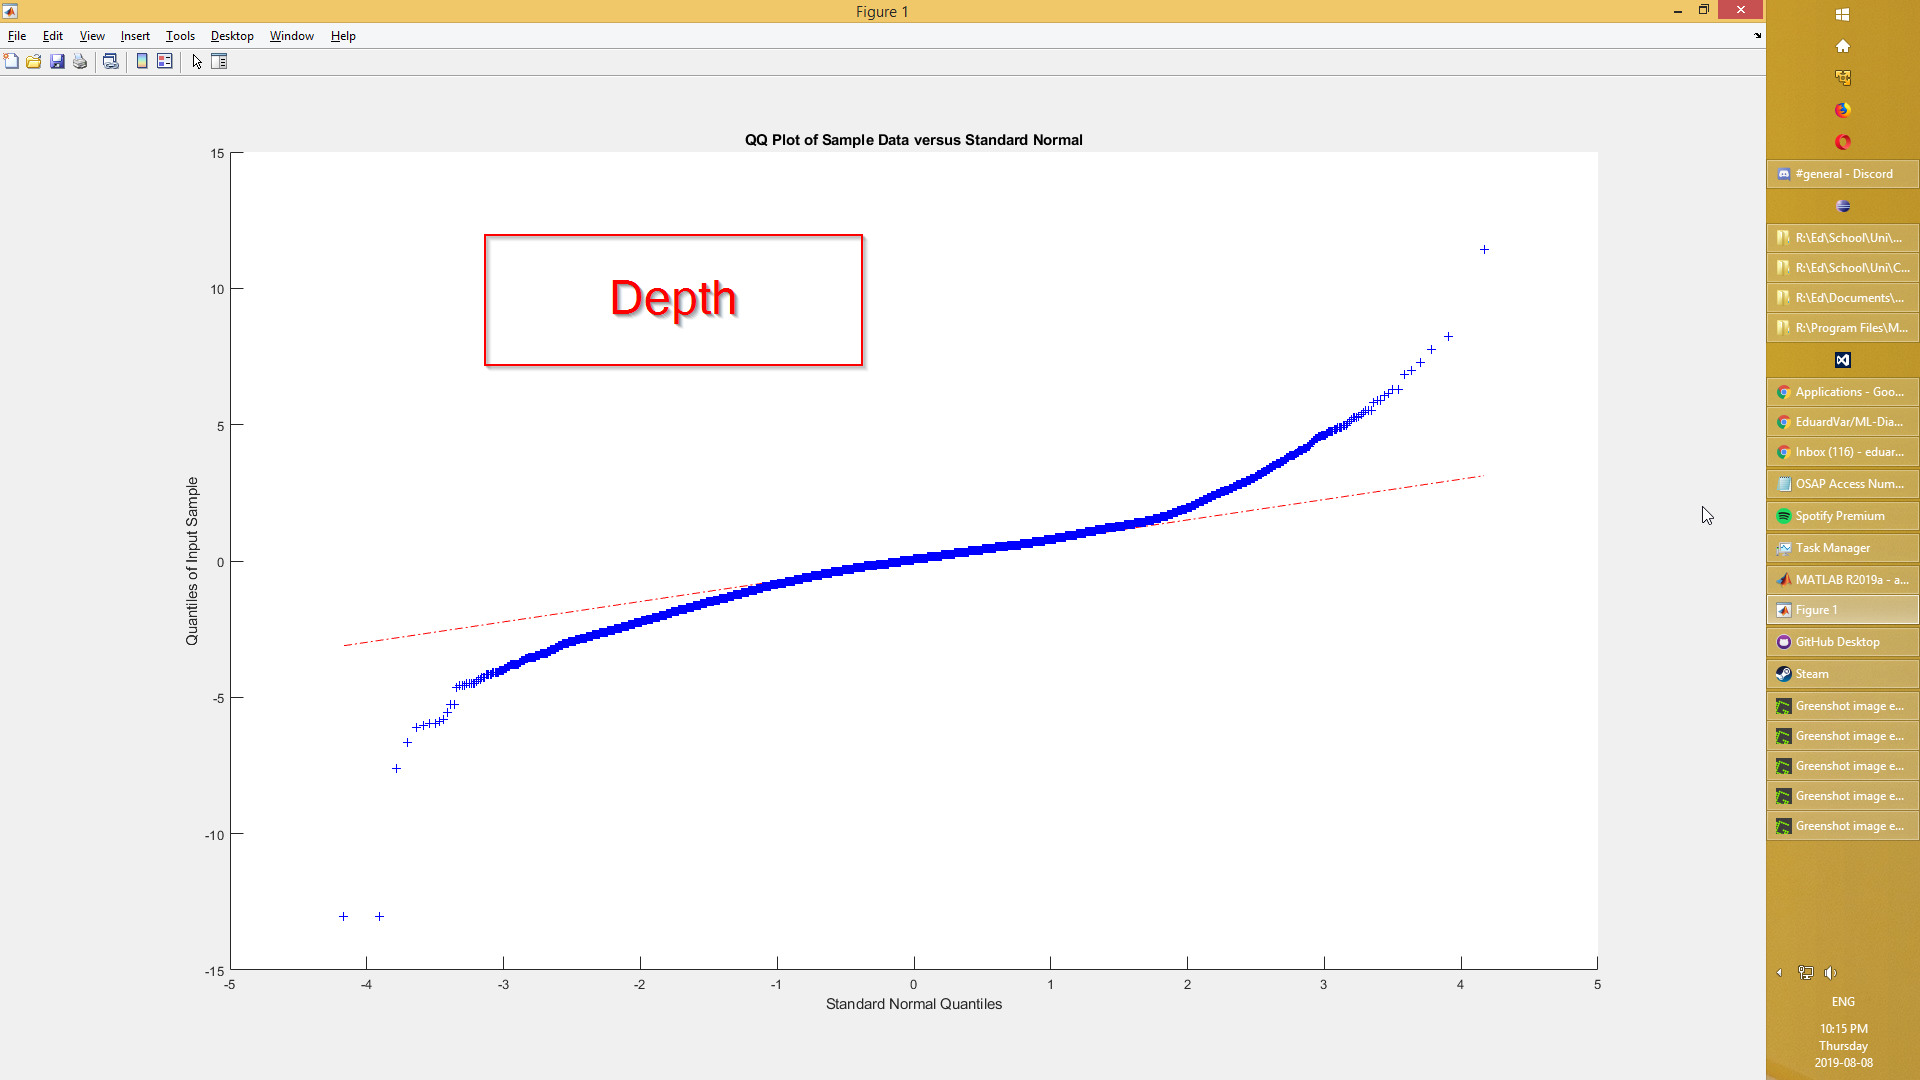 Figure 1
File Edit View Insert Tools Desktop Window Help
QQ Plot of Sample Data versus Standard Normal
Depth
Quantiles of Input Sample
15
10
5
0
-5
-10
-15
-5 -4 -3 -2 -1 0 1 2 3 4 5
Standard Normal Quantiles
#general - Discord
R:\Ed\School\Uni\...
R:\Ed\School\Uni\C...
R:\Ed\Documents\...
R:\Program Files\M...
Applications - Goo...
EduardVar/ML-Dia...
Inbox (116) - eduar...
OSAP Access Num...
Spotify Premium
Task Manager
MATLAB R2019a - a...
Figure 1
GitHub Desktop
Steam
Greenshot image e...
Greenshot image e...
Greenshot image e...
Greenshot image e...
Greenshot image e...
ENG
10:15 PM
Thursday
2019-08-08